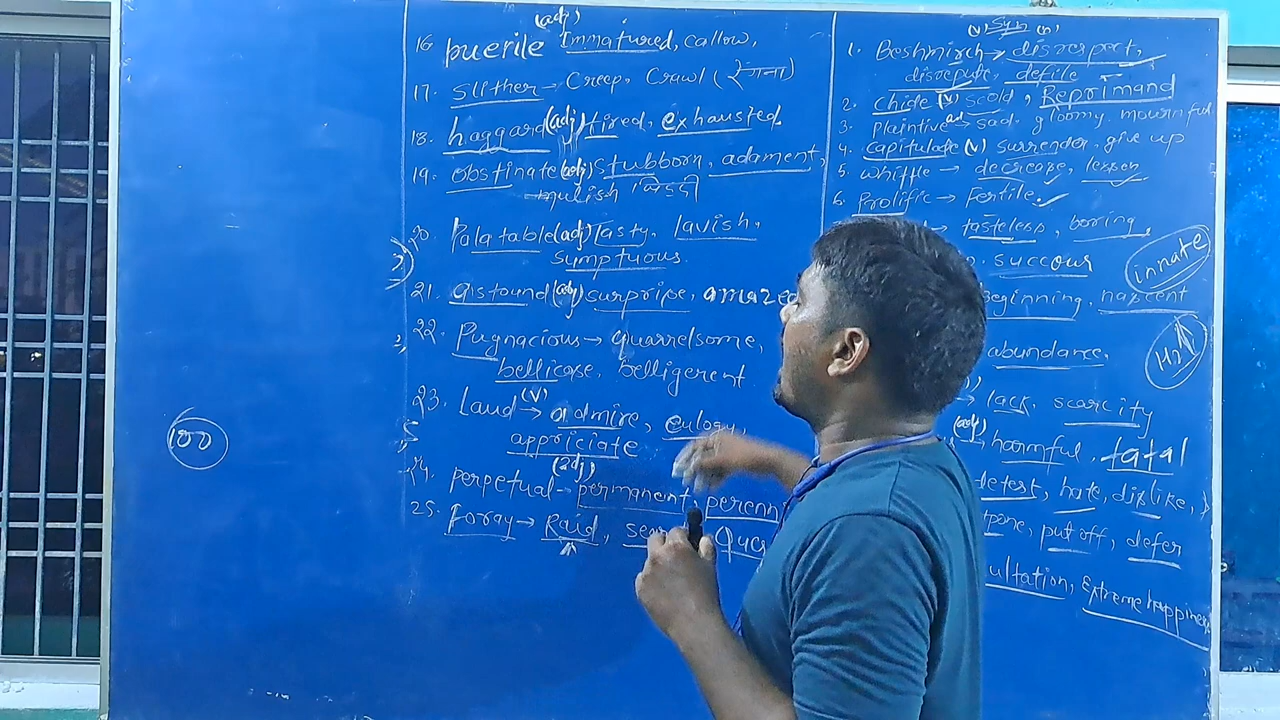 (adj)
16. puerile Immatured, callow,
17. Slither → Creep, Crawl (रेंगना)
18. haggard (adj) tired, exhausted
19. obstinate (adj) stubborn, adament,
mulish जिद्दी
20. Palatable (adj) Tasty, lavish,
Sumptuous
21. astound (adj) surprise, amazed
22. Pugnacious → quarrelsome,
bellicose, belligerent
23. Laud (v) → admire, eulogy,
appriciate
100
(adj)
24. perpetual → permanent,
25. foray → Raid,
(v) Syn (n)
1. Beshmirch → disrespect,
disrepute, defile
2. chide (v) scold, Reprimand
3. Plaintive ad → sad, gloomy, mournful
4. capitulate (v) surrender, give up
5. whittle → decrease, lessen
6. Prolific → Fertile
→ tasteless, boring,
succour
innate
Beginning, nascent
abundance,
H2A
→ lack, scarcity
(adj)
→ harmful, fatal
detest, hate, dislike,
put off, defer
Extreme happiness